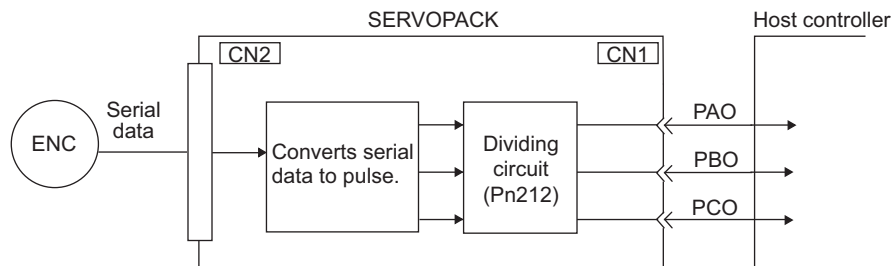 SERVOPACK
Host controller
CN2
CN1
Serial
data
ENC
Converts serial
data to pulse.
Dividing
circuit
(Pn212)
PAO
PBO
PCO